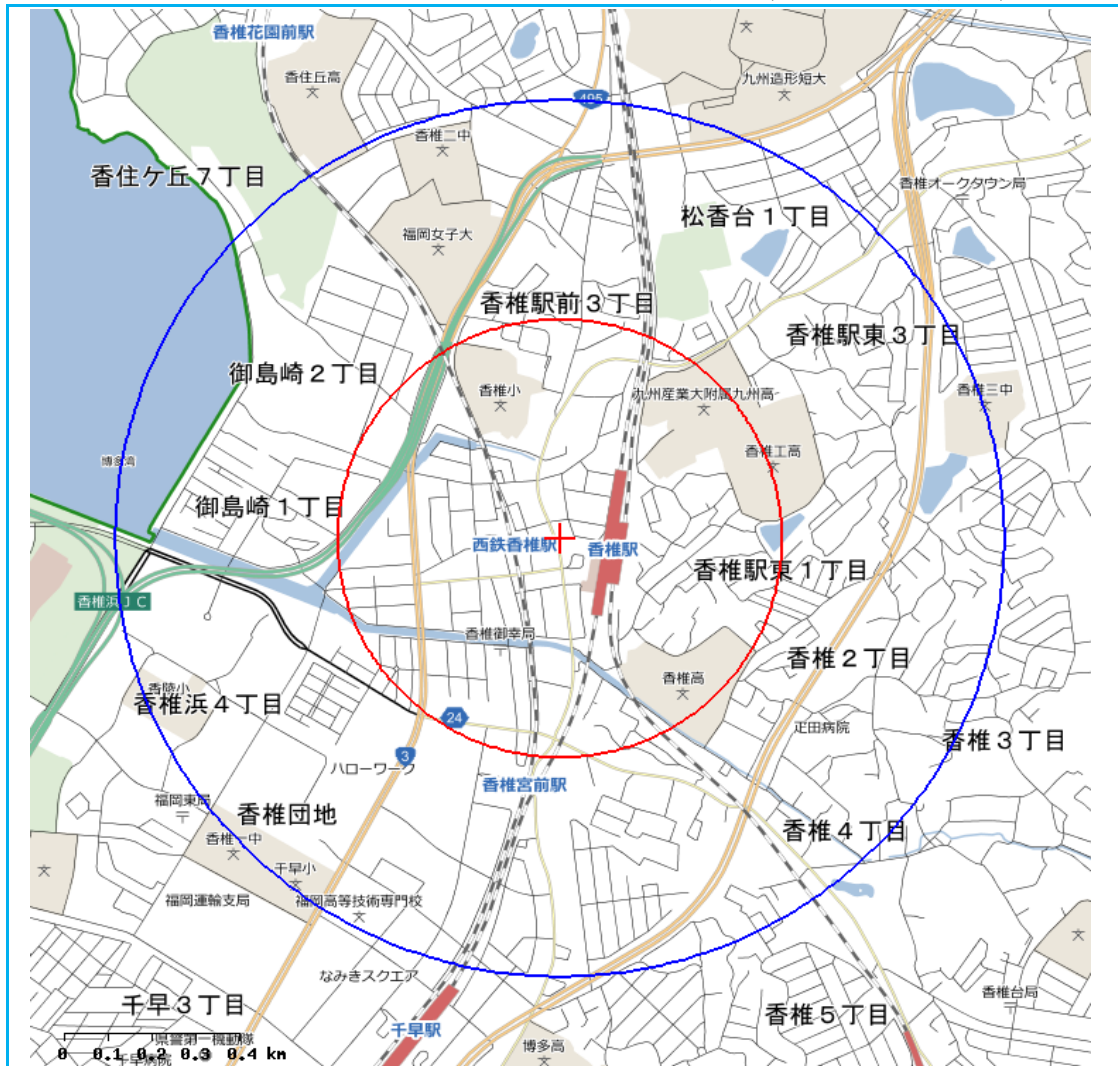 香椎花園前駅
香住丘高
九州造形短大
495
香椎二中
香住ケ丘７丁目
香椎オークタウン局
松香台１丁目
福岡女子大
香椎駅前３丁目
香椎駅東３丁目
御島崎２丁目
香椎小
九州産業大附属九州高
香椎三中
香椎工高
博多湾
御島崎１丁目
西鉄香椎駅
香椎駅
香椎駅東１丁目
香椎浜ＪＣ
香椎御幸局
香椎２丁目
香椎高
香陵小
香椎浜４丁目
24
疋田病院
香椎３丁目
3
ハローワーク
香椎宮前駅
福岡東局
香椎団地
香椎４丁目
香椎一中
千早小
福岡運輸支局
福岡高等技術専門校
なみきスクエア
香椎台局
千早３丁目
香椎５丁目
千早駅
県警第一機動隊
博多高
0 0.1 0.2 0.3 0.4 km
千早病院